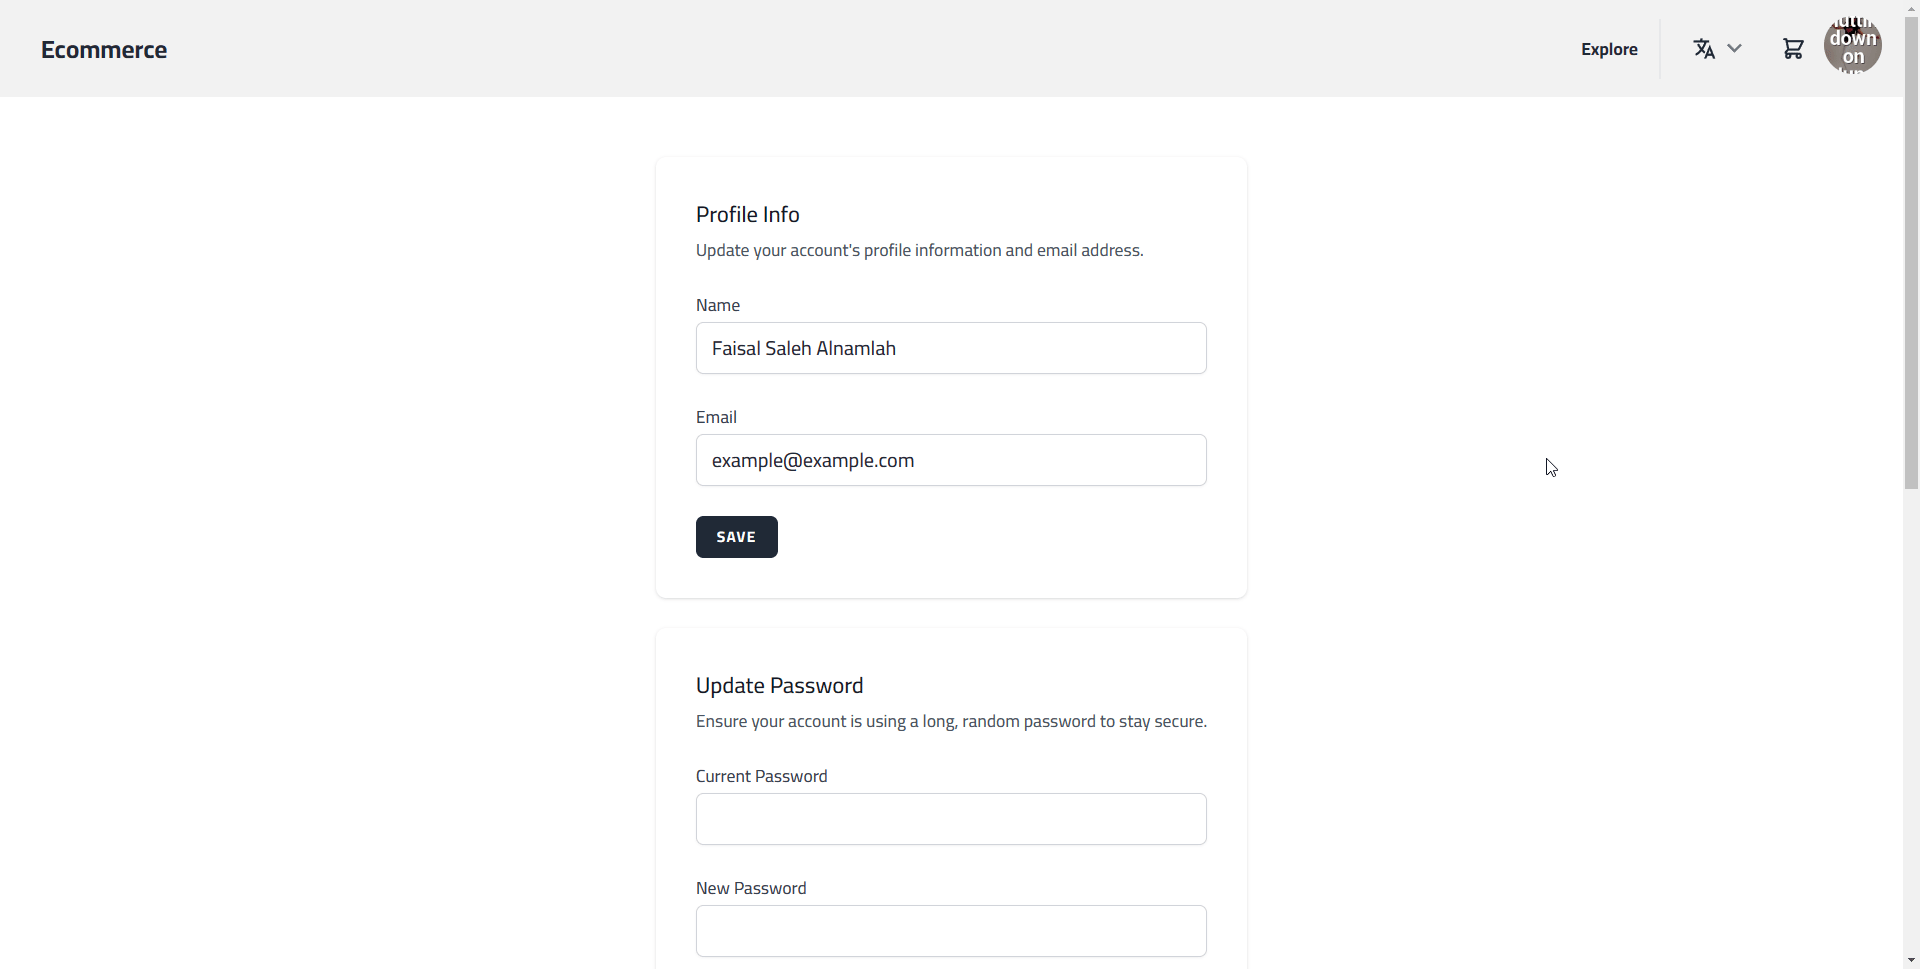 Ecommerce
Explore
down
on
Profile Info
Update your account's profile information and email address.
Name
Faisal Saleh Alnamlah
Email
example@example.com
SAVE
Update Password
Ensure your account is using a long, random password to stay secure.
Current Password
New Password